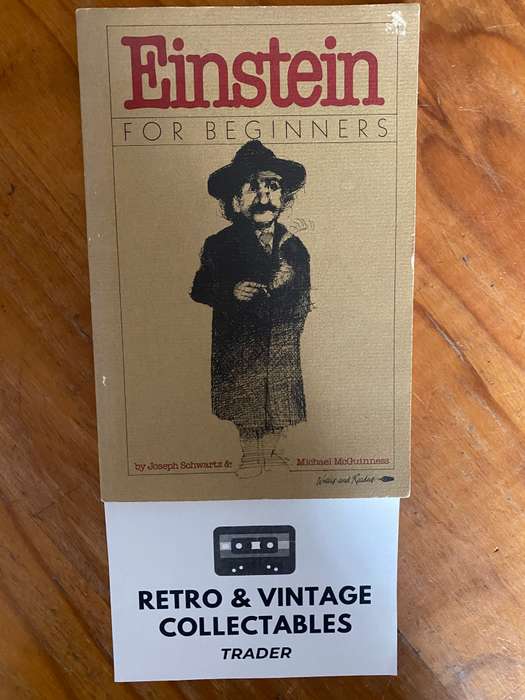 Einstein
FOR BEGINNERS
by Joseph Schwartz & Michael McGuinness
Writers and Readers
RETRO & VINTAGE
COLLECTABLES
TRADER